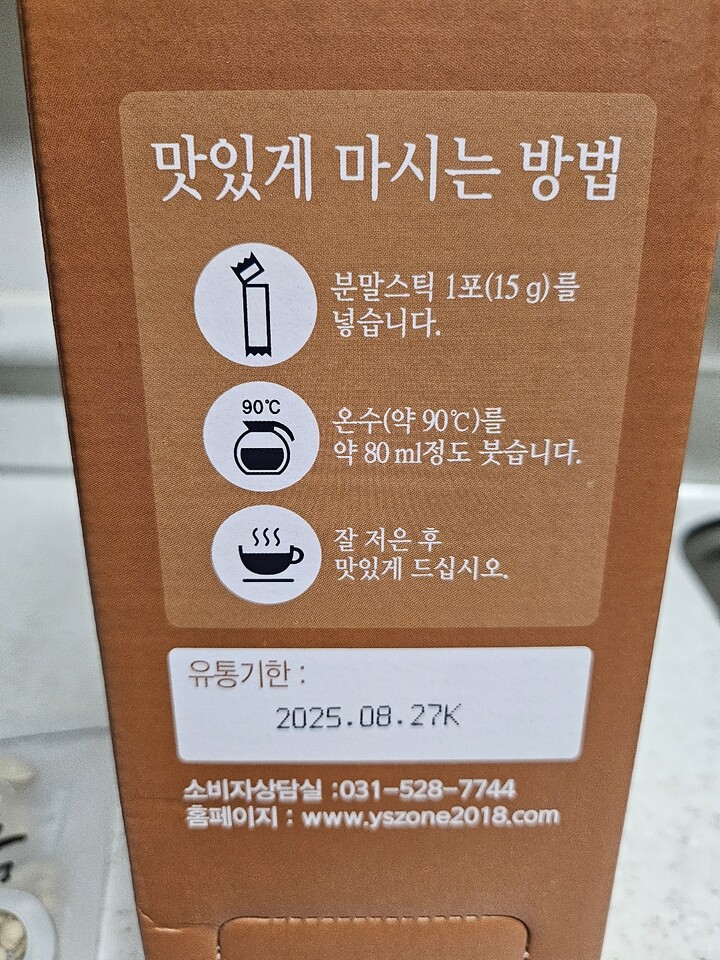 맛있게 마시는 방법
분말스틱 1포(15 g)를
넣습니다.
90℃
온수(약 90℃)를
약 80 ml정도 붓습니다.
잘 저은 후
맛있게 드십시오.
유통기한 :
2025.08.27K
소비자상담실 :031-528-7744
홈페이지 : www.yszone2018.com